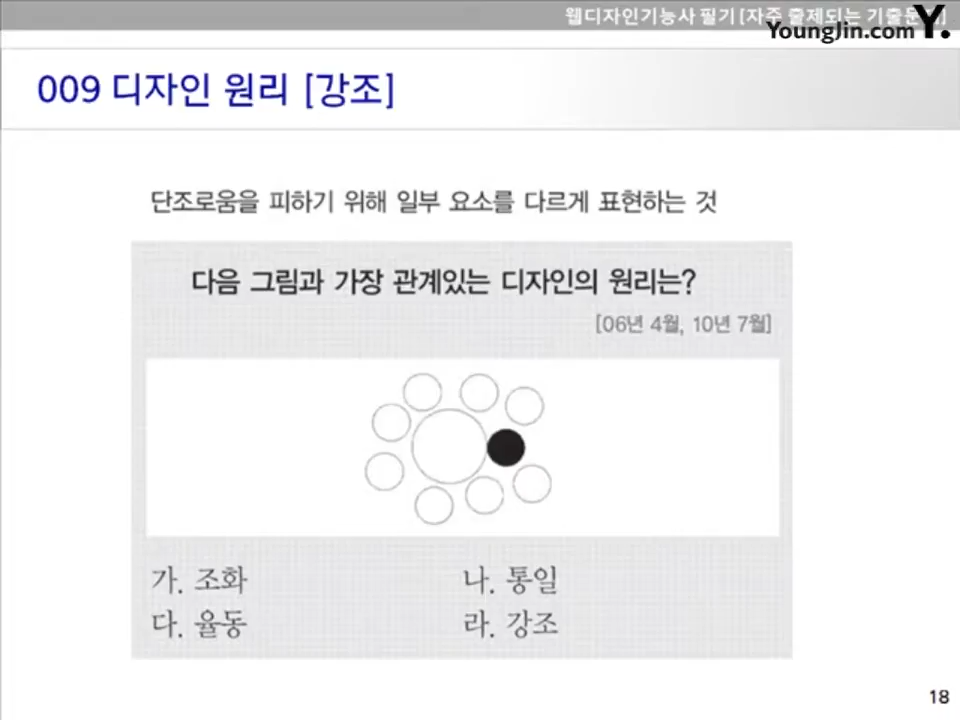 웹디자인기능사 필기 [자주 출제되는 기출문제]
YoungJin.com Y.
009 디자인 원리 [강조]
단조로움을 피하기 위해 일부 요소를 다르게 표현하는 것
다음 그림과 가장 관계있는 디자인의 원리는?
[06년 4월, 10년 7월]
가. 조화
나. 통일
다. 율동
라. 강조
18